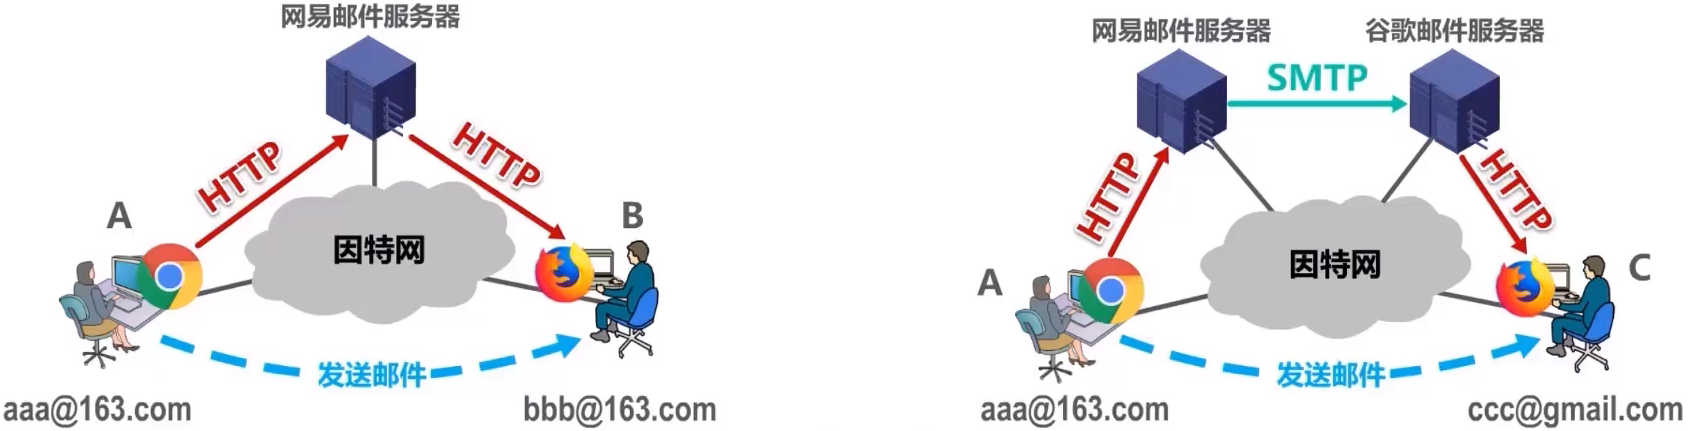 网易邮件服务器
HTTP
HTTP
A
B
因特网
发送邮件
aaa@163.com
bbb@163.com
网易邮件服务器
谷歌邮件服务器
SMTP
HTTP
HTTP
A
C
因特网
发送邮件
aaa@163.com
ccc@gmail.com